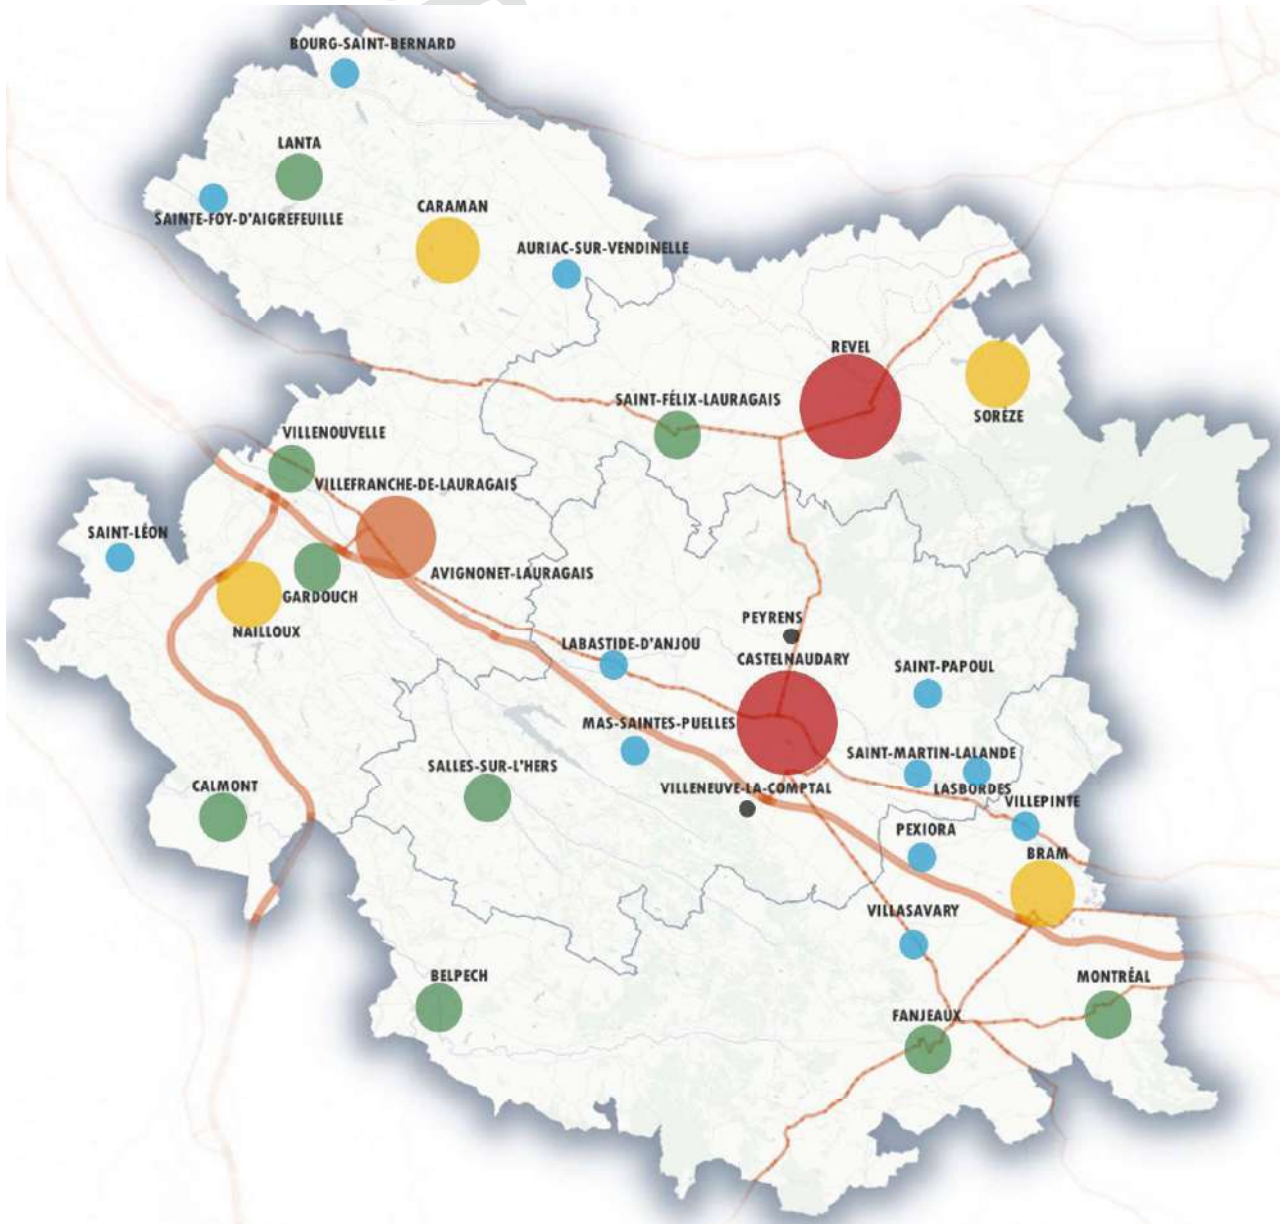 BOURG-SAINT-BERNARD
LANTA
SAINTE-FOY-D'AIGREFEUILLE
CARAMAN
AURIAC-SUR-VENDINELLE
REVEL
SORÈZE
SAINT-FÉLIX-LAURAGAIS
VILLENOUVELLE
VILLEFRANCHE-DE-LAURAGAIS
SAINT-LÉON
AVIGNONET-LAURAGAIS
GARDOUCH
NAILLOUX
PEYRENS
LABASTIDE-D'ANJOU
CASTELNAUDARY
SAINT-PAPOUL
MAS-SAINTES-PUELLES
SAINT-MARTIN-LALANDE
SALLES-SUR-L'HERS
CALMONT
VILLENEUVE-LA-COMPTAL
LASBORDES
VILLEPINTE
PEXIORA
BRAM
VILLASAVARY
BELPECH
MONTRÉAL
FANJEAUX